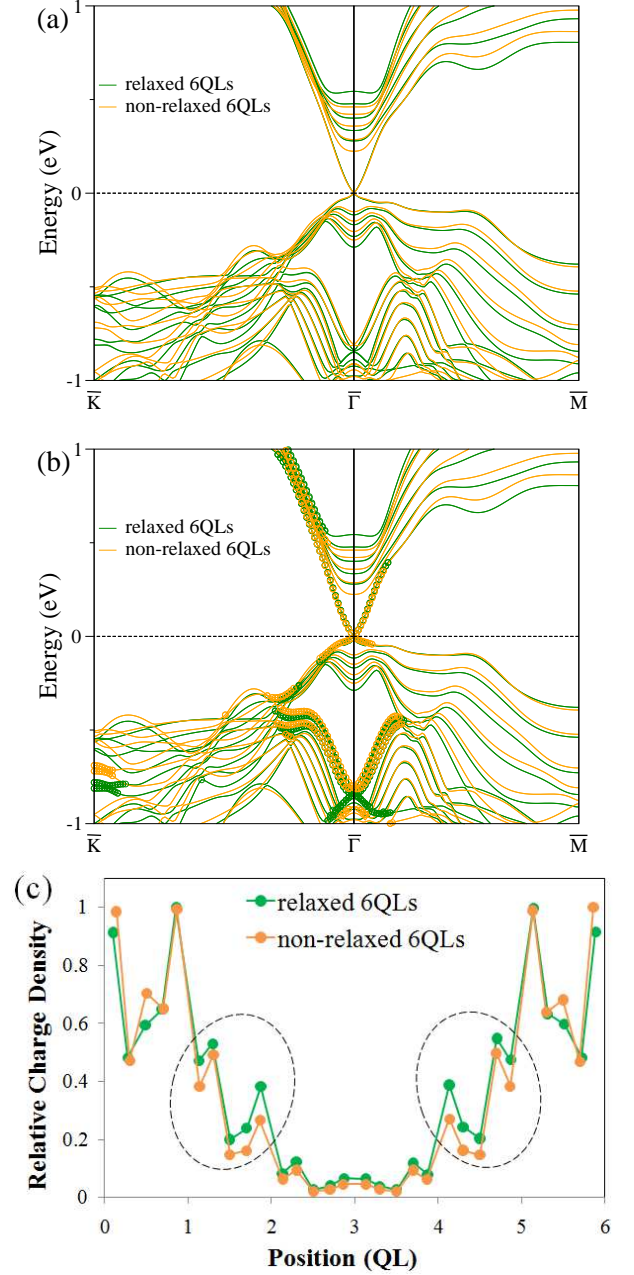 (a)
1
relaxed 6QLs
non-relaxed 6QLs
Energy (eV)
0
-1
K̅ Γ̅ M̅
(b)
1
relaxed 6QLs
non-relaxed 6QLs
Energy (eV)
0
-1
K̅ Γ̅ M̅
(c)
relaxed 6QLs
non-relaxed 6QLs
Relative Charge Density
1
0.8
0.6
0.4
0.2
0
0 1 2 3 4 5 6
Position (QL)